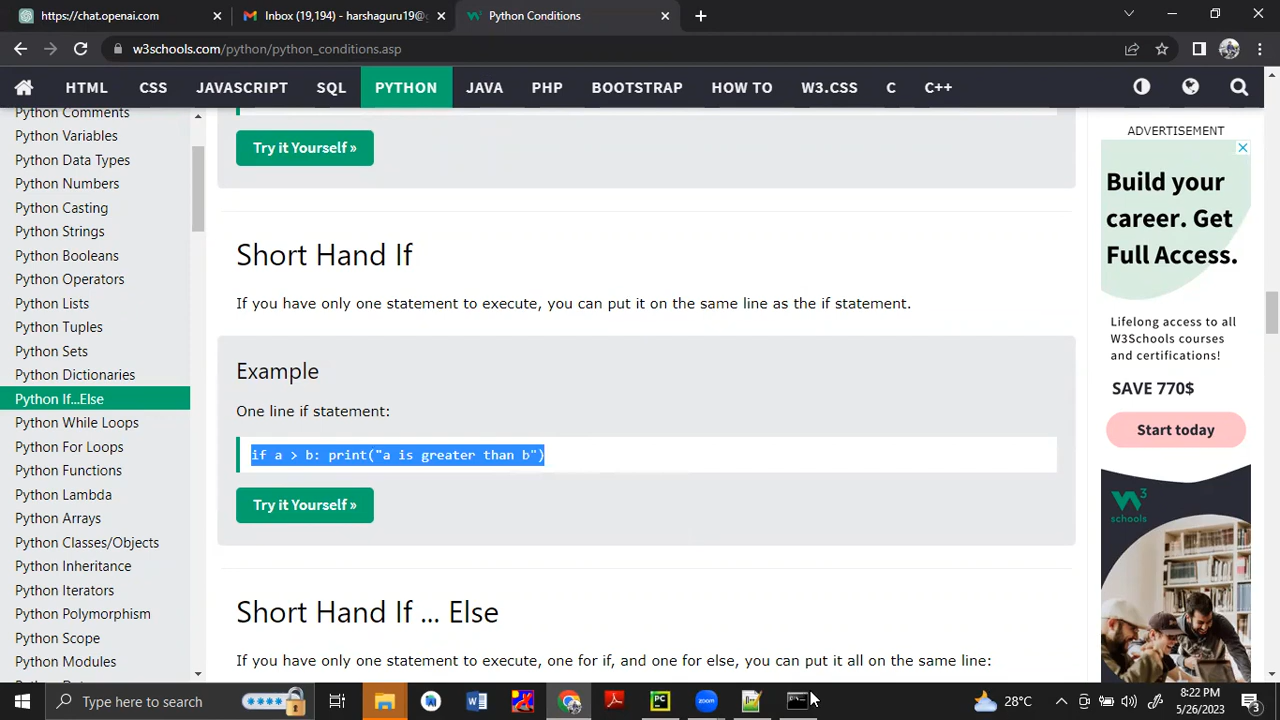 https://chat.openai.com
Inbox (19,194) - harshaguru19@
Python Conditions
w3schools.com/python/python_conditions.asp
HTML CSS JAVASCRIPT SQL PYTHON JAVA PHP BOOTSTRAP HOW TO W3.CSS C C++
Python Comments
Python Variables
Python Data Types
Python Numbers
Python Casting
Python Strings
Python Booleans
Python Operators
Python Lists
Python Tuples
Python Sets
Python Dictionaries
Python If...Else
Python While Loops
Python For Loops
Python Functions
Python Lambda
Python Arrays
Python Classes/Objects
Python Inheritance
Python Iterators
Python Polymorphism
Python Scope
Python Modules
Try it Yourself »
Short Hand If
If you have only one statement to execute, you can put it on the same line as the if statement.
Example
One line if statement:
if a > b: print("a is greater than b")
Try it Yourself »
Short Hand If ... Else
If you have only one statement to execute, one for if, and one for else, you can put it all on the same line:
ADVERTISEMENT
Build your
career. Get
Full Access.
Lifelong access to all
W3Schools courses
and certifications!
SAVE 770$
Start today
W3
schools
Type here to search
PC
zoom
28°C
8:22 PM
5/26/2023